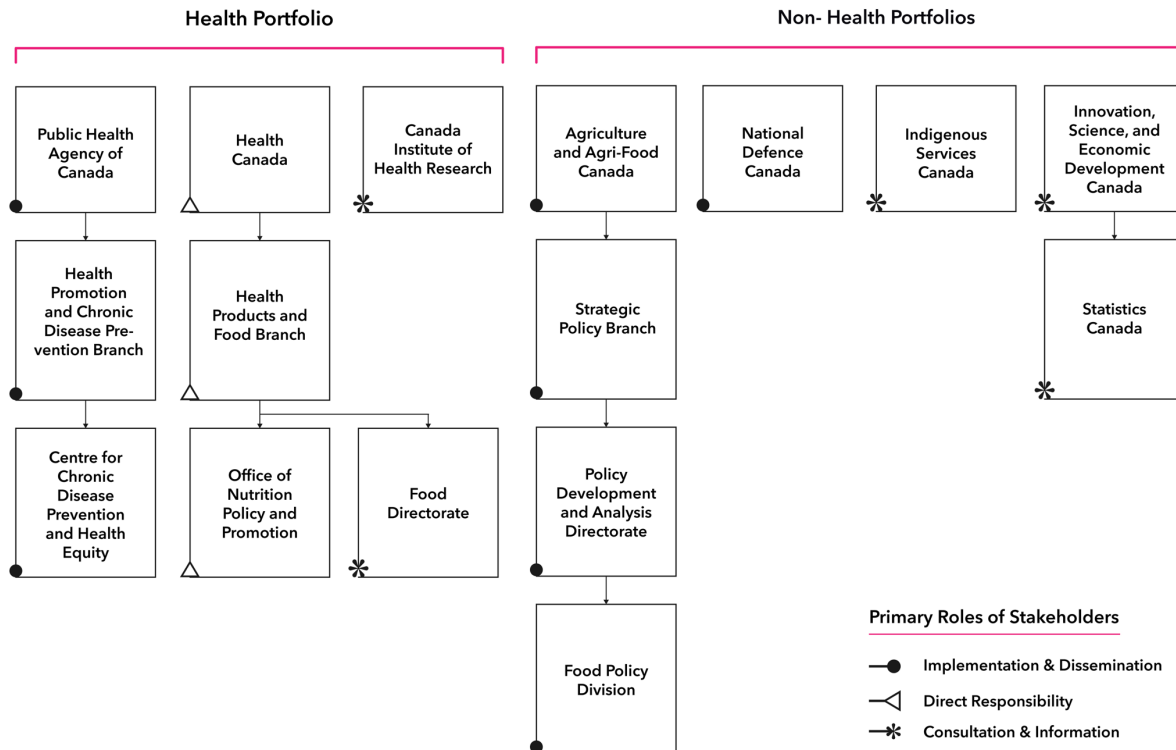 Health Portfolio
Non- Health Portfolios
Public Health
Agency of
Canada
Health
Canada
Canada
Institute of
Health Research
Agriculture
and Agri-Food
Canada
National
Defence
Canada
Indigenous
Services
Canada
Innovation,
Science, and
Economic
Development
Canada
Health
Promotion
and Chronic
Disease Pre-
vention Branch
Health
Products and
Food Branch
Strategic
Policy Branch
Statistics
Canada
Centre for
Chronic
Disease
Prevention
and Health
Equity
Office of
Nutrition
Policy and
Promotion
Food
Directorate
Policy
Development
and Analysis
Directorate
Food Policy
Division
Primary Roles of Stakeholders
Implementation & Dissemination
Direct Responsibility
Consultation & Information